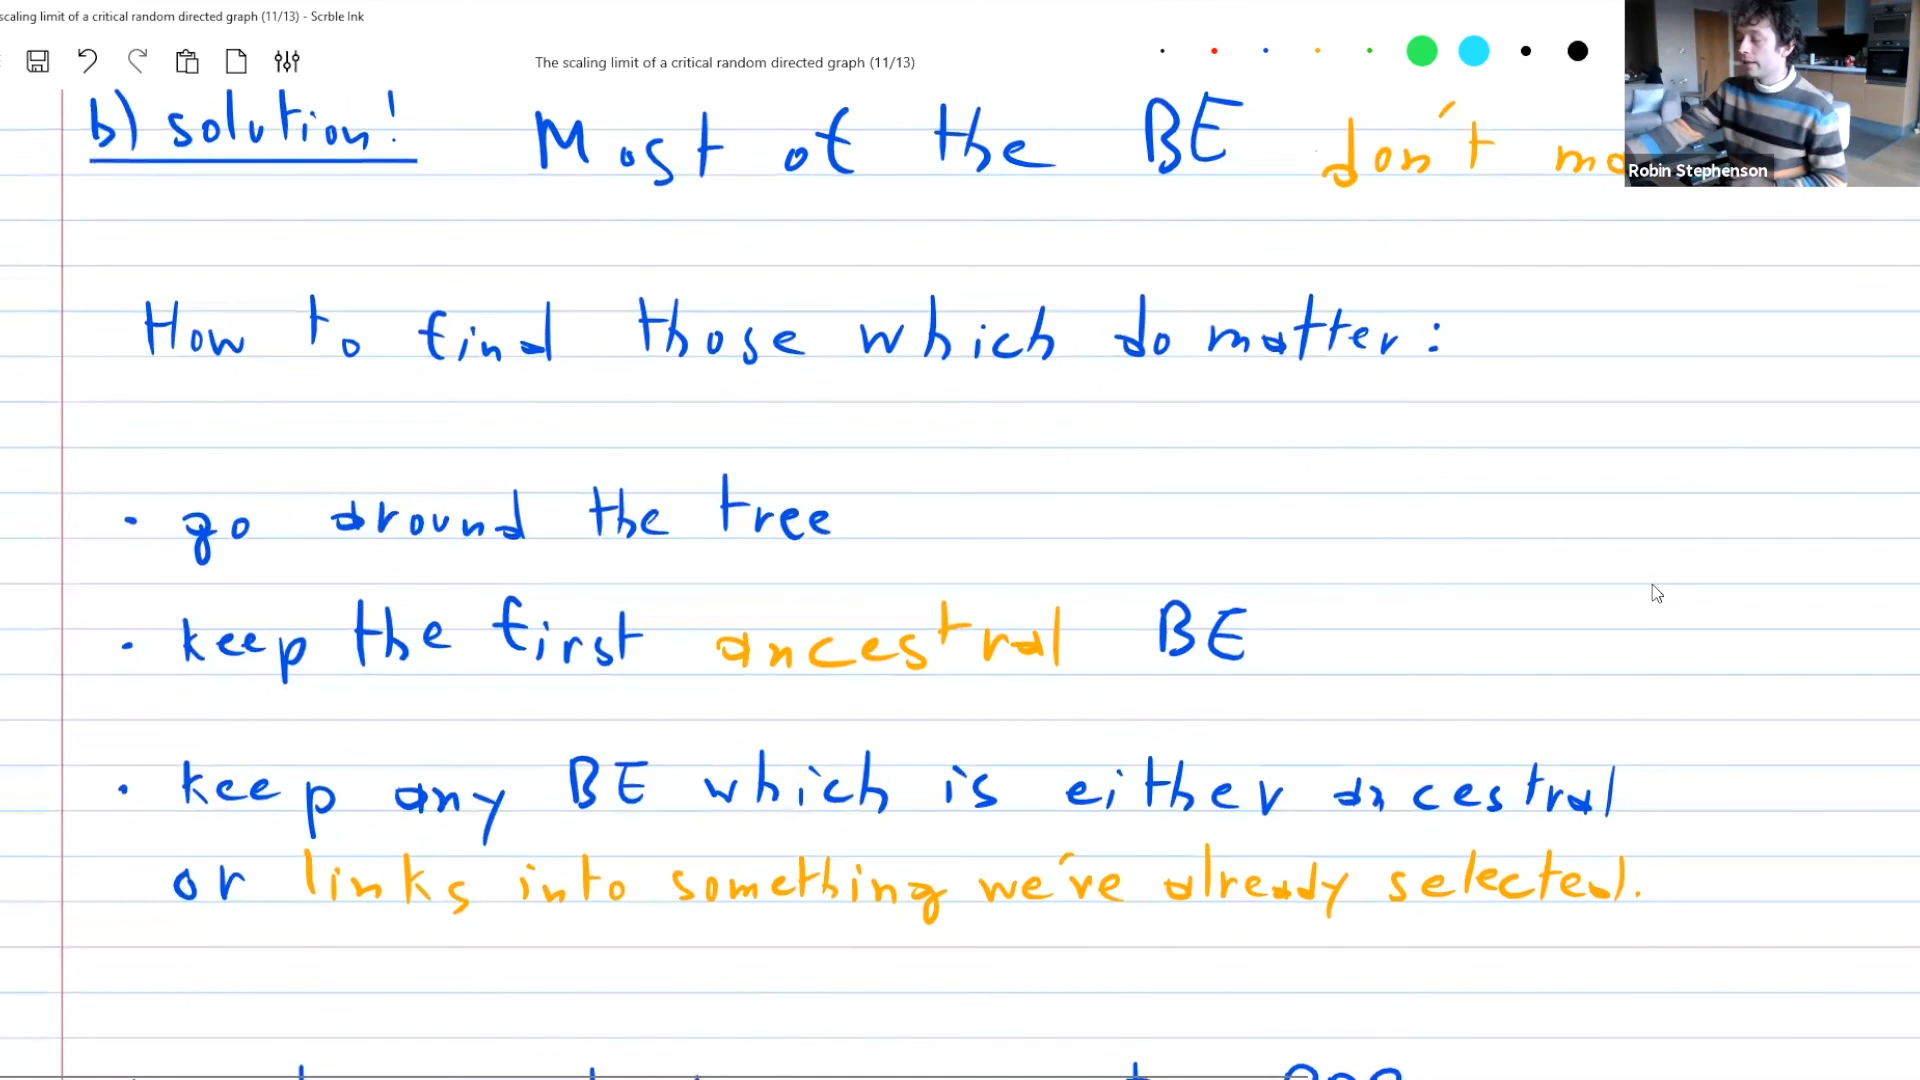 scaling limit of a critical random directed graph (11/13) - Scrble Ink
The scaling limit of a critical random directed graph (11/13)
Robin Stephenson
b) solution! Most of the BE don't
How to find those which do matter:
• go around the tree
• keep the first ancestral BE
• keep any BE which is either ancestral
or links into something we've already selected.